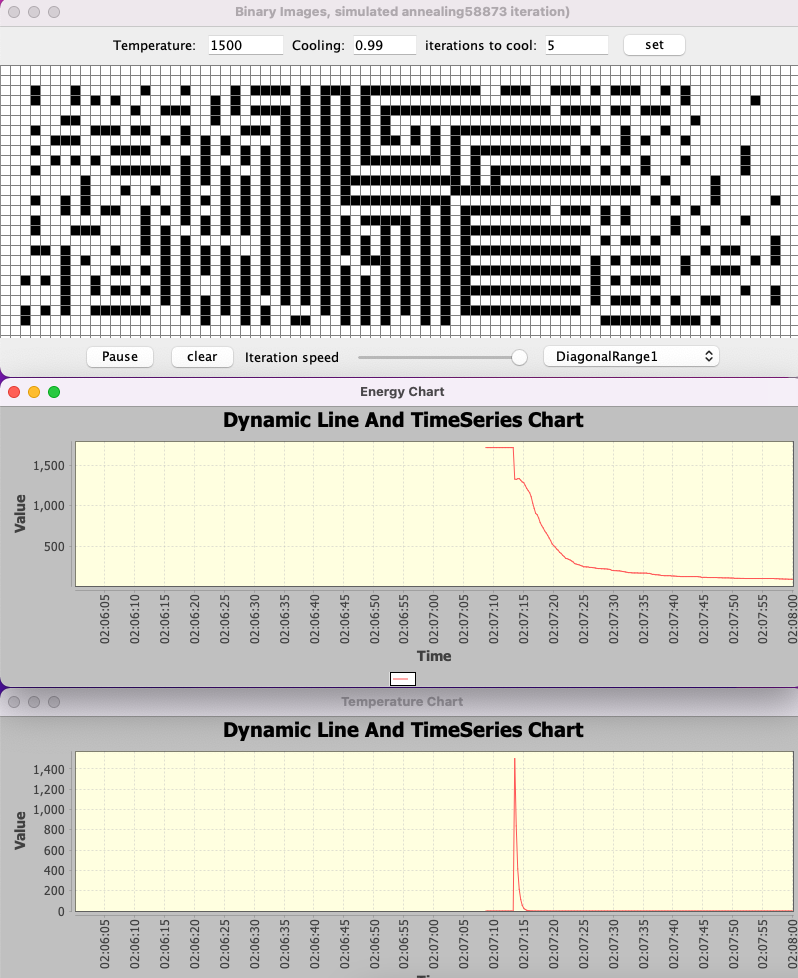 Binary Images, simulated annealing58873 iteration)
Temperature: 1500 Cooling: 0.99 iterations to cool: 5 set
Pause clear Iteration speed DiagonalRange1
Energy Chart
Dynamic Line And TimeSeries Chart
Value
1,500
1,000
500
02:06:05 02:06:10 02:06:15 02:06:20 02:06:25 02:06:30 02:06:35 02:06:40 02:06:45 02:06:50 02:06:55 02:07:00 02:07:05 02:07:10 02:07:15 02:07:20 02:07:25 02:07:30 02:07:35 02:07:40 02:07:45 02:07:50 02:07:55 02:08:00
Time
Temperature Chart
Dynamic Line And TimeSeries Chart
Value
1,400
1,200
1,000
800
600
400
200
0
02:06:05 02:06:10 02:06:15 02:06:20 02:06:25 02:06:30 02:06:35 02:06:40 02:06:45 02:06:50 02:06:55 02:07:00 02:07:05 02:07:10 02:07:15 02:07:20 02:07:25 02:07:30 02:07:35 02:07:40 02:07:45 02:07:50 02:07:55 02:08:00